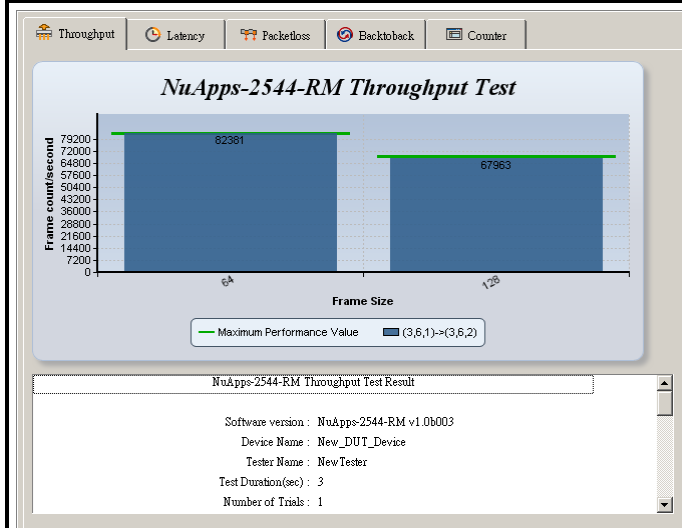 Throughput Latency Packetloss Backtoback Counter
NuApps-2544-RM Throughput Test
Frame count/second
79200
72000
64800
57600
50400
43200
36000
28800
21600
14400
7200
0
82381
67963
64
128
Frame Size
Maximum Performance Value (3,6,1)->(3,6,2)
NuApps-2544-RM Throughput Test Result
Software version : NuApps-2544-RM v1.0b003
Device Name : New_DUT_Device
Tester Name : NewTester
Test Duration(sec) : 3
Number of Trials : 1